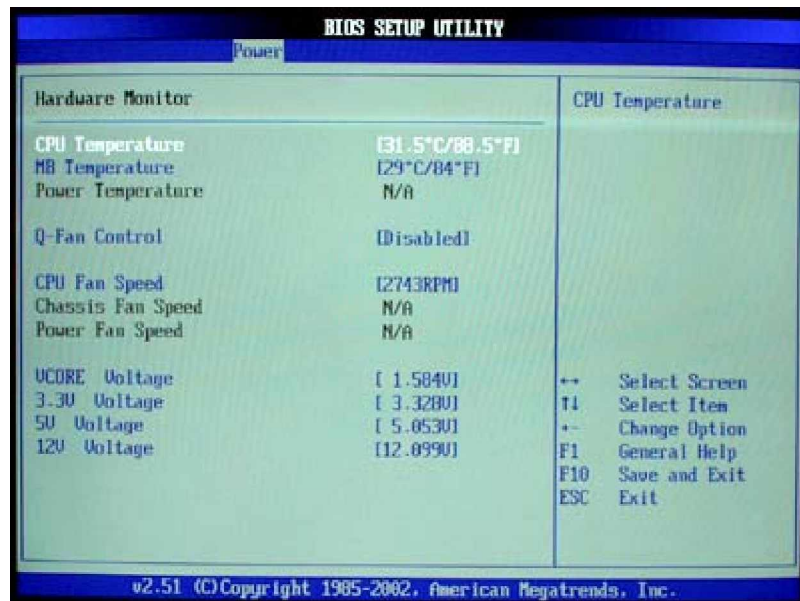 BIOS SETUP UTILITY
Power
Hardware Monitor
CPU Temperature [31.5°C/88.5°F]
MB Temperature [29°C/84°F]
Power Temperature N/A
Q-Fan Control [Disabled]
CPU Fan Speed [2743RPM]
Chassis Fan Speed N/A
Power Fan Speed N/A
VCORE Voltage [ 1.584V]
3.3V Voltage [ 3.328V]
5V Voltage [ 5.053V]
12V Voltage [12.099V]
CPU Temperature
←→ Select Screen
↑↓ Select Item
+- Change Option
F1 General Help
F10 Save and Exit
ESC Exit
v2.51 (C)Copyright 1985-2002, American Megatrends, Inc.